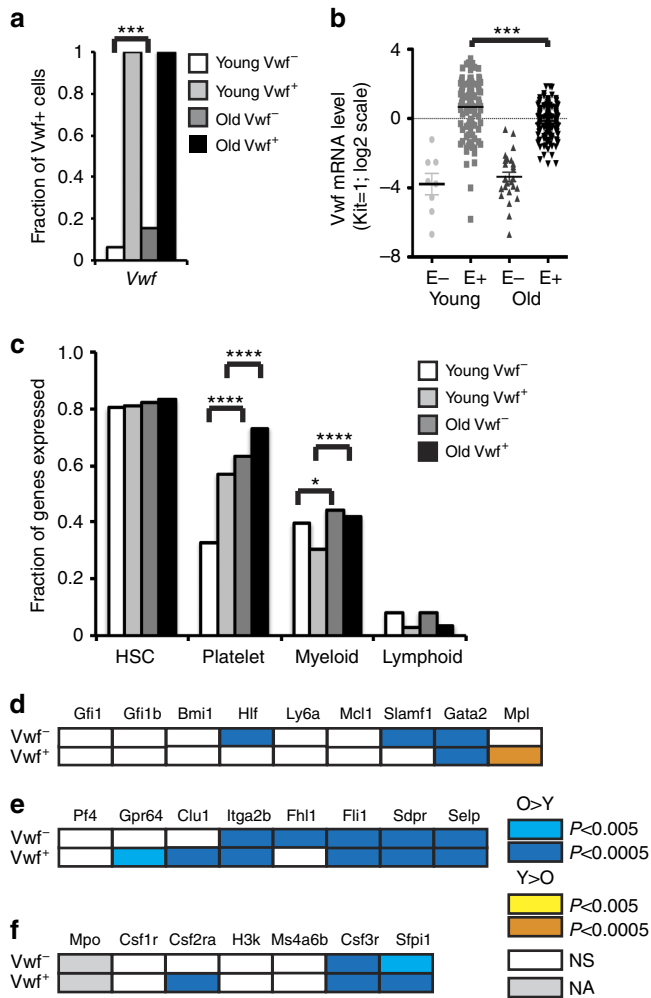 a
***
1
0.8
0.6
0.4
0.2
0
Fraction of Vwf+ cells
Vwf
Young Vwf⁻
Young Vwf⁺
Old Vwf⁻
Old Vwf⁺
b
***
4
0
−4
−8
Vwf mRNA level
(Kit=1; log2 scale)
E− E+ E− E+
Young Old
c
1.0
0.8
0.6
0.4
0.2
0
Fraction of genes expressed
****
****
****
*
HSC Platelet Myeloid Lymphoid
Young Vwf⁻
Young Vwf⁺
Old Vwf⁻
Old Vwf⁺
d
Gfi1 Gfi1b Bmi1 Hlf Ly6a Mcl1 Slamf1 Gata2 Mpl
Vwf⁻
Vwf⁺
e
Pf4 Gpr64 Clu1 Itga2b Fhl1 Fli1 Sdpr Selp
Vwf⁻
Vwf⁺
f
Mpo Csf1r Csf2ra H3k Ms4a6b Csf3r Sfpi1
Vwf⁻
Vwf⁺
O>Y
P<0.005
P<0.0005
Y>O
P<0.005
P<0.0005
NS
NA